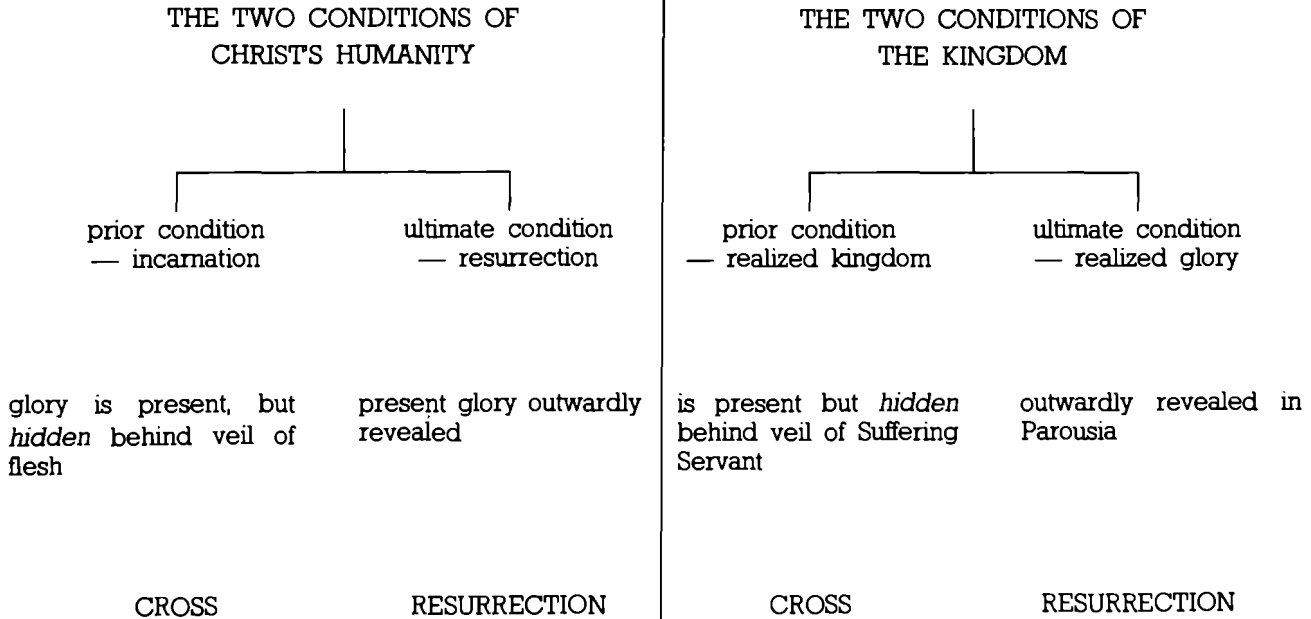 THE TWO CONDITIONS OF
CHRIST'S HUMANITY
prior condition
— incarnation
ultimate condition
— resurrection
glory is present, but
hidden behind veil of
flesh
present glory outwardly
revealed
CROSS
RESURRECTION
THE TWO CONDITIONS OF
THE KINGDOM
prior condition
— realized kingdom
ultimate condition
— realized glory
is present but hidden
behind veil of Suffering
Servant
outwardly revealed in
Parousia
CROSS
RESURRECTION